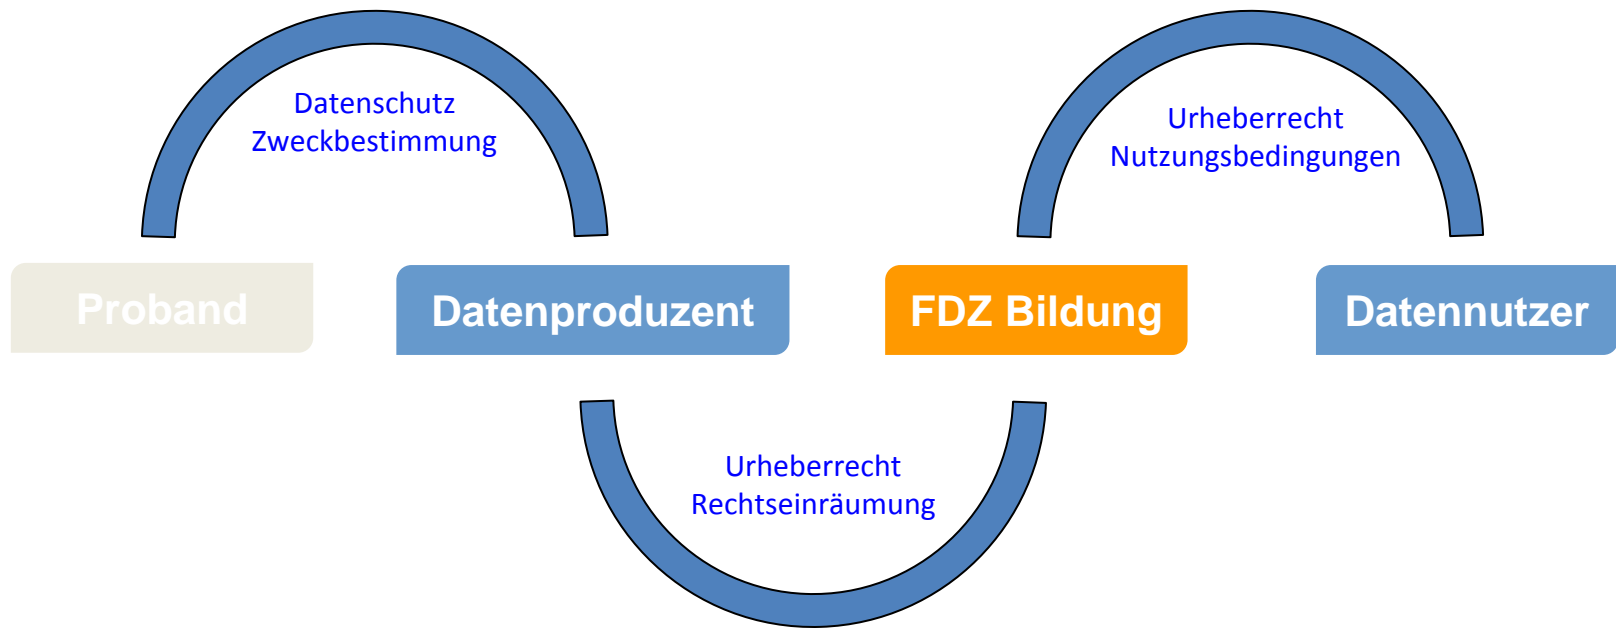 Datenschutz
Zweckbestimmung
Urheberrecht
Nutzungsbedingungen
Proband
Datenproduzent
FDZ Bildung
Datennutzer
Urheberrecht
Rechtseinräumung